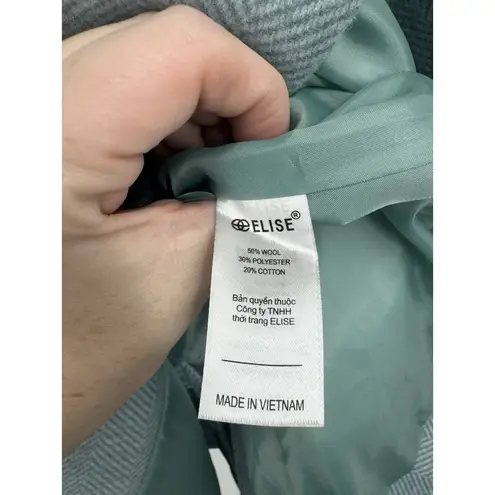 ELISE®
50% WOOL
30% POLYESTER
20% COTTON
Bản quyền thuộc
Công ty TNHH
thời trang ELISE
MADE IN VIETNAM